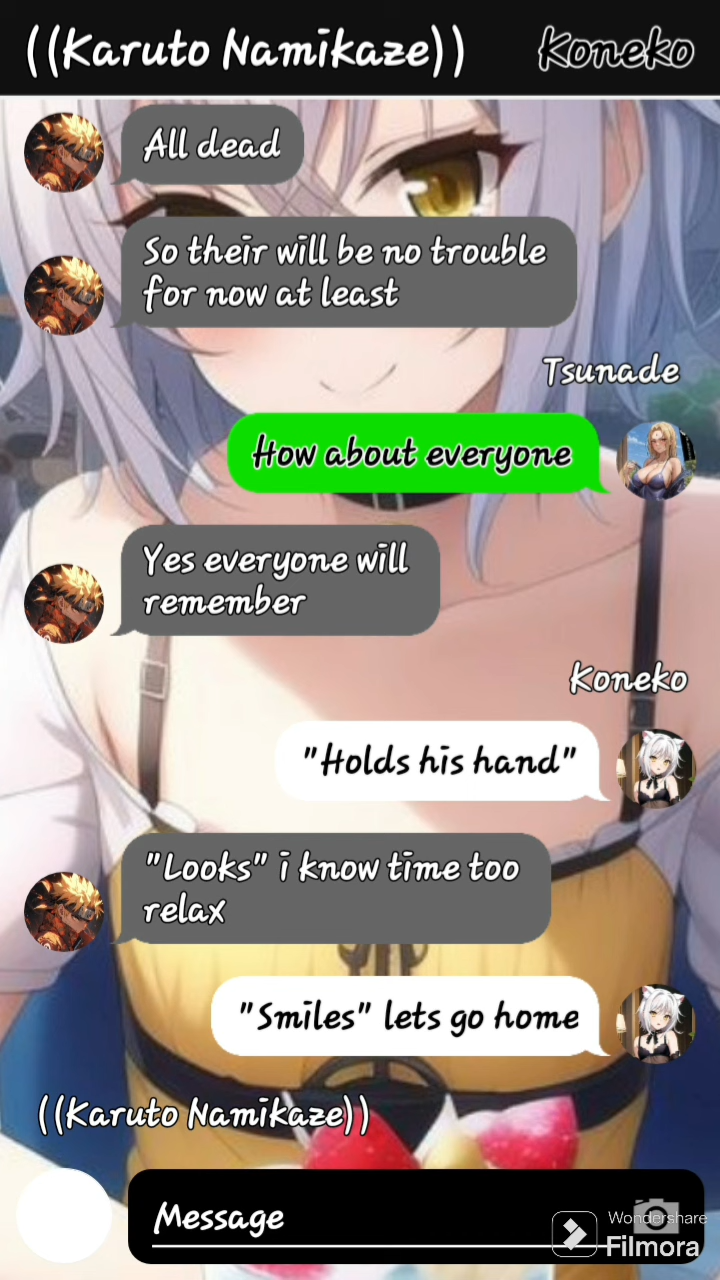 ((Karuto Namikaze)) Koneko
All dead
So their will be no trouble
for now at least
Tsunade
How about everyone
Yes everyone will
remember
Koneko
"Holds his hand"
"Looks" i know time too
relax
"Smiles" lets go home
((Karuto Namikaze))
Message
Wondershare
Filmora